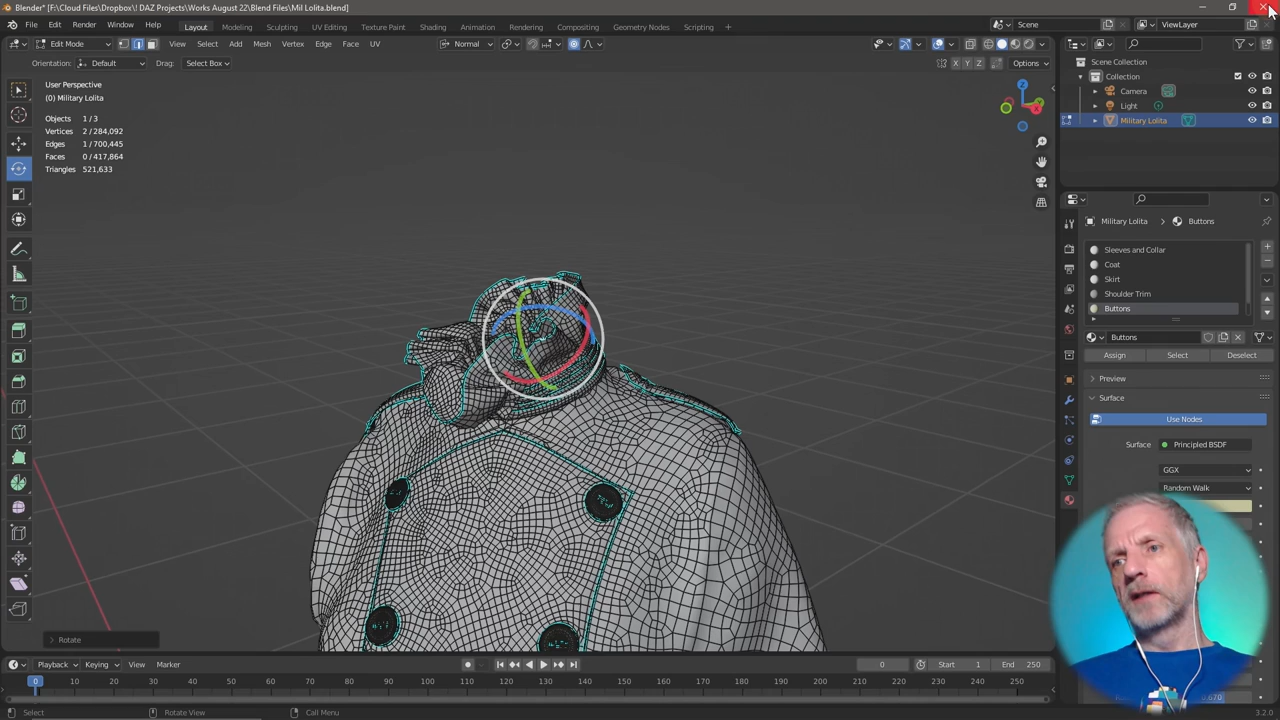 Blender* [F:\Cloud Files\Dropbox\! DAZ Projects\Works August 22\Blend Files\Mil Lolita.blend]
File Edit Render Window Help Layout Modeling Sculpting UV Editing Texture Paint Shading Animation Rendering Compositing Geometry Nodes Scripting + Scene ViewLayer
Edit Mode View Select Add Mesh Vertex Edge Face UV Normal
Orientation: Default Drag: Select Box X Y Z Options
User Perspective
(0) Military Lolita
Objects 1 / 3
Vertices 2 / 284,092
Edges 1 / 700,445
Faces 0 / 417,864
Triangles 521,633
Scene Collection
Collection
Camera
Light
Military Lolita
Military Lolita > Buttons
Sleeves and Collar
Coat
Skirt
Shoulder Trim
Buttons
Buttons
Assign Select Deselect
Preview
Surface
Use Nodes
Surface Principled BSDF
GGX
Random Walk
Rotate
Playback Keying View Marker 0 Start 1 End 250
0 10 20 30 40 50 60 70 80 90 100 110 120 130 140 150 160 170 180 190 200 210 220 230 240 250
Select Rotate View Call Menu 3.2.0